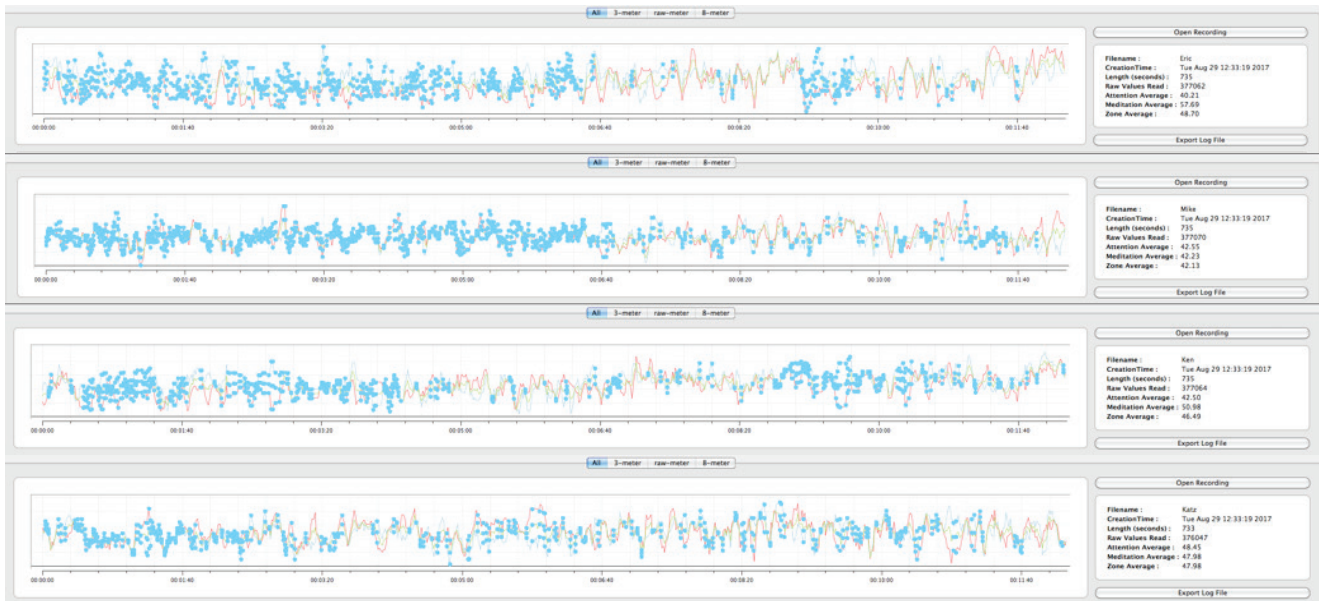 All 3-meter raw-meter 8-meter
Open Recording
Filename : Eric
CreationTime : Tue Aug 29 12:33:19 2017
Length (seconds) : 735
Raw Values Read : 377062
Attention Average : 40.21
Meditation Average : 57.69
Zone Average : 48.70
00:00:00 00:01:40 00:03:20 00:05:00 00:06:40 00:08:20 00:10:00 00:11:40
Export Log File
All 3-meter raw-meter 8-meter
Open Recording
Filename : Mike
CreationTime : Tue Aug 29 12:33:19 2017
Length (seconds) : 735
Raw Values Read : 377070
Attention Average : 42.55
Meditation Average : 42.23
Zone Average : 42.13
00:00:00 00:01:40 00:03:20 00:05:00 00:06:40 00:08:20 00:10:00 00:11:40
Export Log File
All 3-meter raw-meter 8-meter
Open Recording
Filename : Ken
CreationTime : Tue Aug 29 12:33:19 2017
Length (seconds) : 735
Raw Values Read : 377064
Attention Average : 42.50
Meditation Average : 50.98
Zone Average : 46.49
00:00:00 00:01:40 00:03:20 00:05:00 00:06:40 00:08:20 00:10:00 00:11:40
Export Log File
All 3-meter raw-meter 8-meter
Open Recording
Filename : Katz
CreationTime : Tue Aug 29 12:33:19 2017
Length (seconds) : 733
Raw Values Read : 376047
Attention Average : 48.45
Meditation Average : 47.98
Zone Average : 47.98
00:00:00 00:01:40 00:03:20 00:05:00 00:06:40 00:08:20 00:10:00 00:11:40
Export Log File